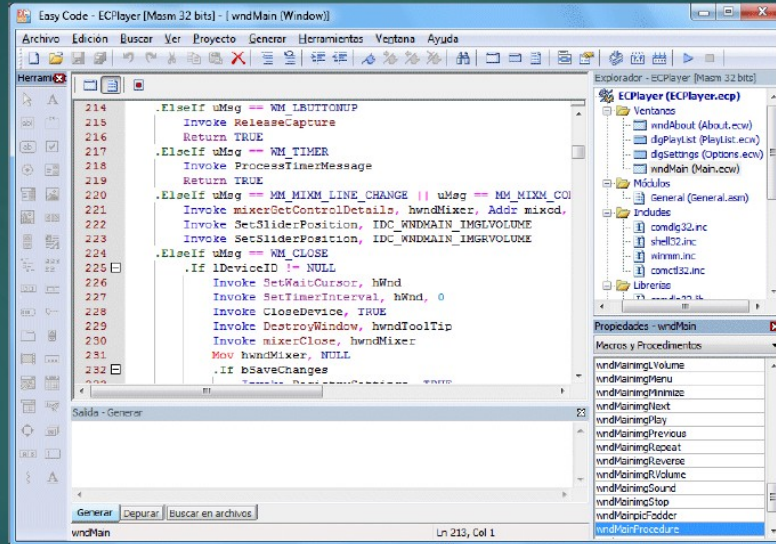 Easy Code - ECPlayer [Masm 32 bits] - [ wndMain (Window)]
Archivo Edición Buscar Ver Proyecto Generar Herramientas Ventana Ayuda
Herrami
214 .ElseIf uMsg == WM_LBUTTONUP
215 Invoke ReleaseCapture
216 Return TRUE
217 .ElseIf uMsg == WM_TIMER
218 Invoke ProcessTimerMessage
219 Return TRUE
220 .ElseIf uMsg == MM_MIXM_LINE_CHANGE || uMsg == MM_MIXM_CO
221 Invoke mixerGetControlDetails, hwndMixer, Addr mixcd,
222 Invoke SetSliderPosition, IDC_WNDMAIN_IMGLVOLUME
223 Invoke SetSliderPosition, IDC_WNDMAIN_IMGRVOLUME
224 .ElseIf uMsg == WM_CLOSE
225 .If lDeviceID != NULL
226 Invoke SetWaitCursor, hWnd
227 Invoke SetTimerInterval, hWnd, 0
228 Invoke CloseDevice, TRUE
229 Invoke DestroyWindow, hwndToolTip
230 Invoke mixerClose, hwndMixer
231 Mov hwndMixer, NULL
232 .If bSaveChanges
Salida - Generar
Generar Depurar Buscar en archivos
wndMain Ln 213, Col 1
Explorador - ECPlayer [Masm 32 bits]
ECPlayer (ECPlayer.ecp)
Ventanas
wndAbout (About.ecw)
dlgPlayList (PlayList.ecw)
dlgSettings (Options.ecw)
wndMain (Main.ecw)
Módulos
General (General.asm)
Includes
comdlg32.inc
shell32.inc
winmm.inc
comctl32.inc
Librerias
Propiedades - wndMain
Macros y Procedimentos
wndMainimgLVolume
wndMainimgMenu
wndMainimgMinimize
wndMainimgNext
wndMainimgPlay
wndMainimgPrevious
wndMainimgRepeat
wndMainimgReverse
wndMainimgRVolume
wndMainimgSound
wndMainimgStop
wndMainpicFadder
wndMainProcedure